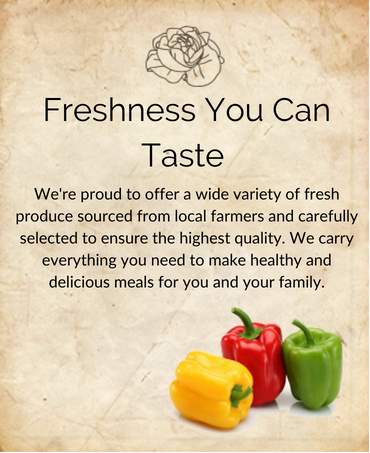 Freshness You Can
Taste
We're proud to offer a wide variety of fresh
produce sourced from local farmers and carefully
selected to ensure the highest quality. We carry
everything you need to make healthy and
delicious meals for you and your family.